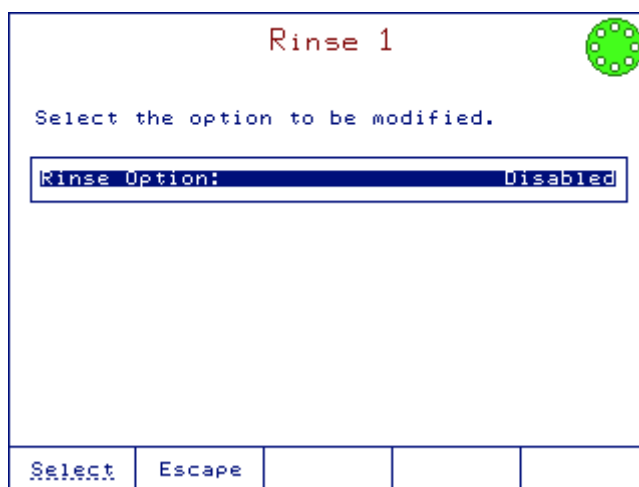 Rinse 1
Select the option to be modified.
Rinse Option: Disabled
Select Escape